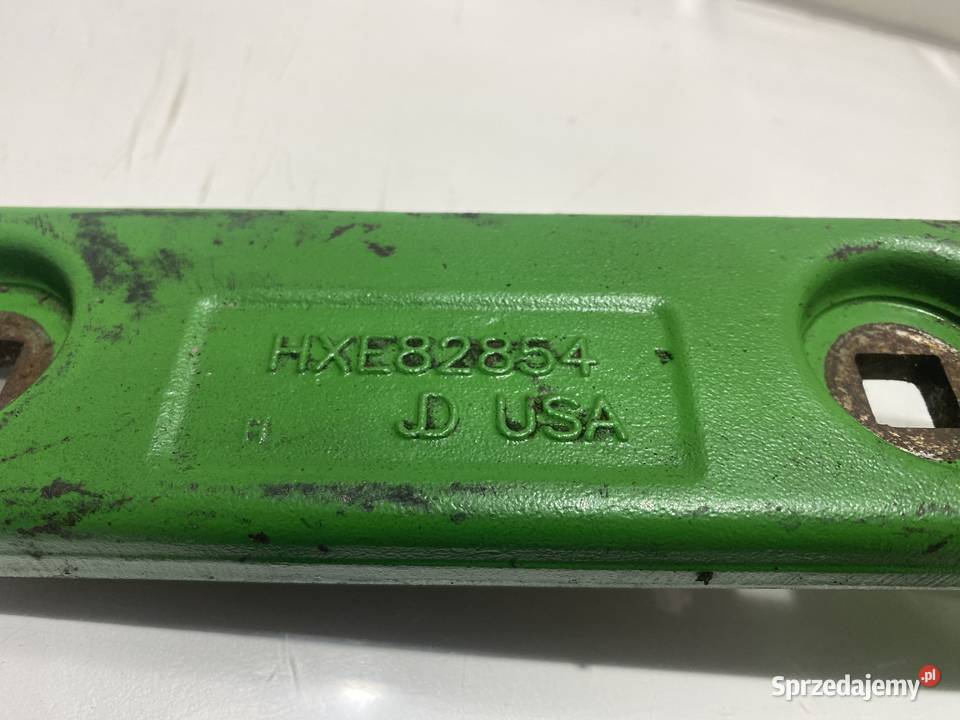 HXE82854
H JD USA
Sprzedajemy.pl